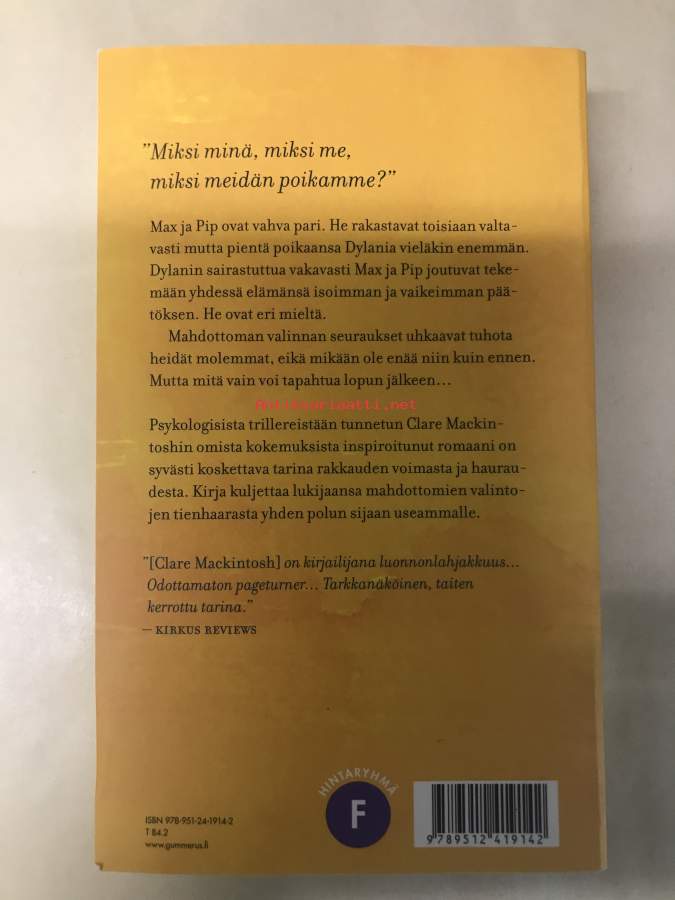 ”Miksi minä, miksi me,
miksi meidän poikamme?”
Max ja Pip ovat vahva pari. He rakastavat toisiaan valta-
vasti mutta pientä poikaansa Dylania vieläkin enemmän.
Dylanin sairastuttua vakavasti Max ja Pip joutuvat teke-
mään yhdessä elämänsä isoimman ja vaikeimman pää-
töksen. He ovat eri mieltä.
Mahdottoman valinnan seuraukset uhkaavat tuhota
heidät molemmat, eikä mikään ole enää niin kuin ennen.
Mutta mitä vain voi tapahtua lopun jälkeen...
Antikvariaatti.net
Psykologisista trillereistään tunnetun Clare Mackin-
toshin omista kokemuksista inspiroitunut romaani on
syvästi koskettava tarina rakkauden voimasta ja haurau-
desta. Kirja kuljettaa lukijaansa mahdottomien valinto-
jen tienhaarasta yhden polun sijaan useammalle.
”[Clare Mackintosh] on kirjailijana luonnonlahjakkuus...
Odottamaton pageturner... Tarkkanäköinen, taiten
kerrottu tarina.”
— KIRKUS REVIEWS
HINTARYHMÄ
F
ISBN 978-951-24-1914-2
T 84.2
www.gummerus.fi
9 789512 419142